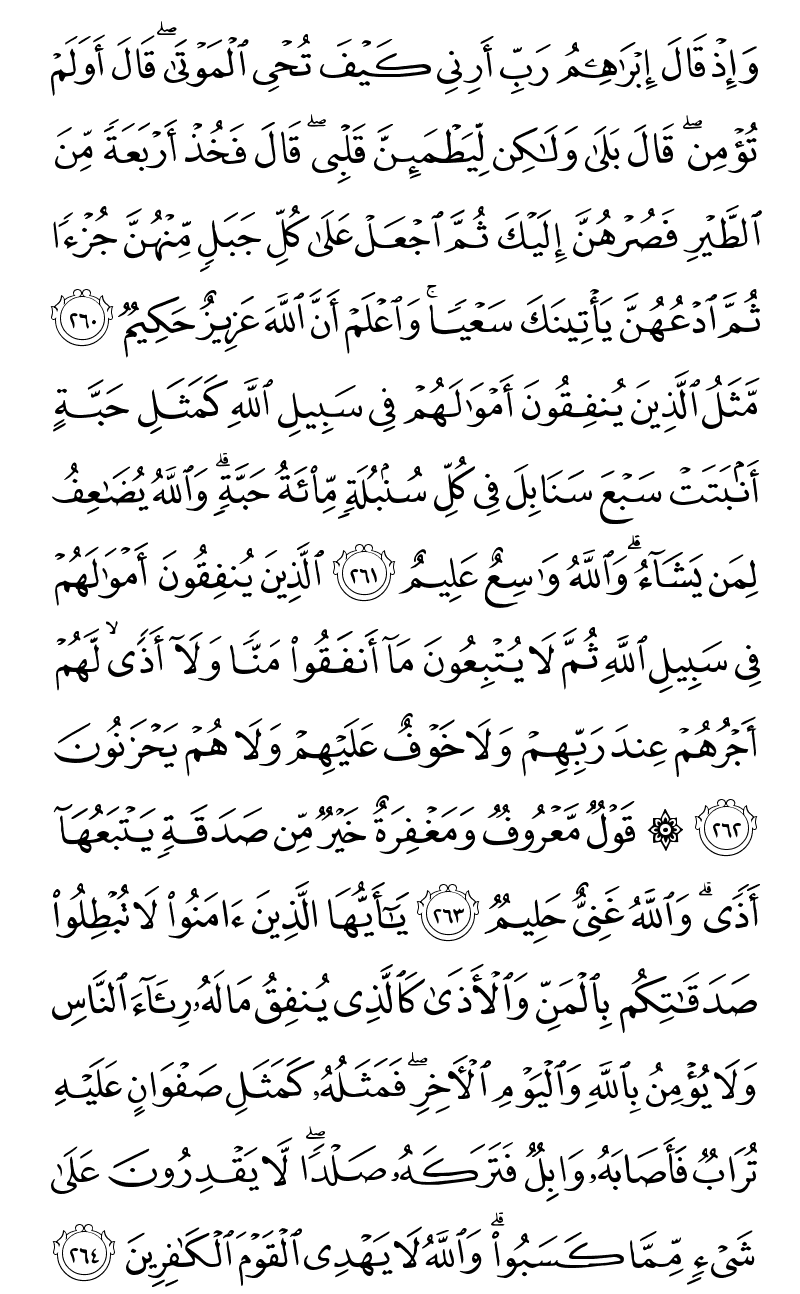 وَإِذۡ قَالَ إِبۡرَٰهِـۧمُ رَبِّ أَرِنِي كَيۡفَ تُحۡيِ ٱلۡمَوۡتَىٰۖ قَالَ أَوَلَمۡ
تُؤۡمِنۖ قَالَ بَلَىٰ وَلَٰكِن لِّيَطۡمَئِنَّ قَلۡبِيۖ قَالَ فَخُذۡ أَرۡبَعَةٗ مِّنَ
ٱلطَّيۡرِ فَصُرۡهُنَّ إِلَيۡكَ ثُمَّ ٱجۡعَلۡ عَلَىٰ كُلِّ جَبَلٖ مِّنۡهُنَّ جُزۡءٗا
ثُمَّ ٱدۡعُهُنَّ يَأۡتِينَكَ سَعۡيٗاۚ وَٱعۡلَمۡ أَنَّ ٱللَّهَ عَزِيزٌ حَكِيمٞ ٢٦٠
مَّثَلُ ٱلَّذِينَ يُنفِقُونَ أَمۡوَٰلَهُمۡ فِي سَبِيلِ ٱللَّهِ كَمَثَلِ حَبَّةٍ
أَنۢبَتَتۡ سَبۡعَ سَنَابِلَ فِي كُلِّ سُنۢبُلَةٖ مِّاْئَةُ حَبَّةٖۗ وَٱللَّهُ يُضَٰعِفُ
لِمَن يَشَآءُۗ وَٱللَّهُ وَٰسِعٌ عَلِيمٌ ٢٦١ ٱلَّذِينَ يُنفِقُونَ أَمۡوَٰلَهُمۡ
فِي سَبِيلِ ٱللَّهِ ثُمَّ لَا يُتۡبِعُونَ مَآ أَنفَقُواْ مَنّٗا وَلَآ أَذٗى لَّهُمۡ
أَجۡرُهُمۡ عِندَ رَبِّهِمۡ وَلَا خَوۡفٌ عَلَيۡهِمۡ وَلَا هُمۡ يَحۡزَنُونَ
٢٦٢ ۞ قَوۡلٞ مَّعۡرُوفٞ وَمَغۡفِرَةٌ خَيۡرٞ مِّن صَدَقَةٖ يَتۡبَعُهَآ
أَذٗىۗ وَٱللَّهُ غَنِيٌّ حَلِيمٞ ٢٦٣ يَٰٓأَيُّهَا ٱلَّذِينَ ءَامَنُواْ لَا تُبۡطِلُواْ
صَدَقَٰتِكُم بِٱلۡمَنِّ وَٱلۡأَذَىٰ كَٱلَّذِي يُنفِقُ مَالَهُۥ رِئَآءَ ٱلنَّاسِ
وَلَا يُؤۡمِنُ بِٱللَّهِ وَٱلۡيَوۡمِ ٱلۡأٓخِرِۖ فَمَثَلُهُۥ كَمَثَلِ صَفۡوَانٍ عَلَيۡهِ
تُرَابٞ فَأَصَابَهُۥ وَابِلٞ فَتَرَكَهُۥ صَلۡدٗاۖ لَّا يَقۡدِرُونَ عَلَىٰ
شَيۡءٖ مِّمَّا كَسَبُواْۗ وَٱللَّهُ لَا يَهۡدِي ٱلۡقَوۡمَ ٱلۡكَٰفِرِينَ ٢٦٤